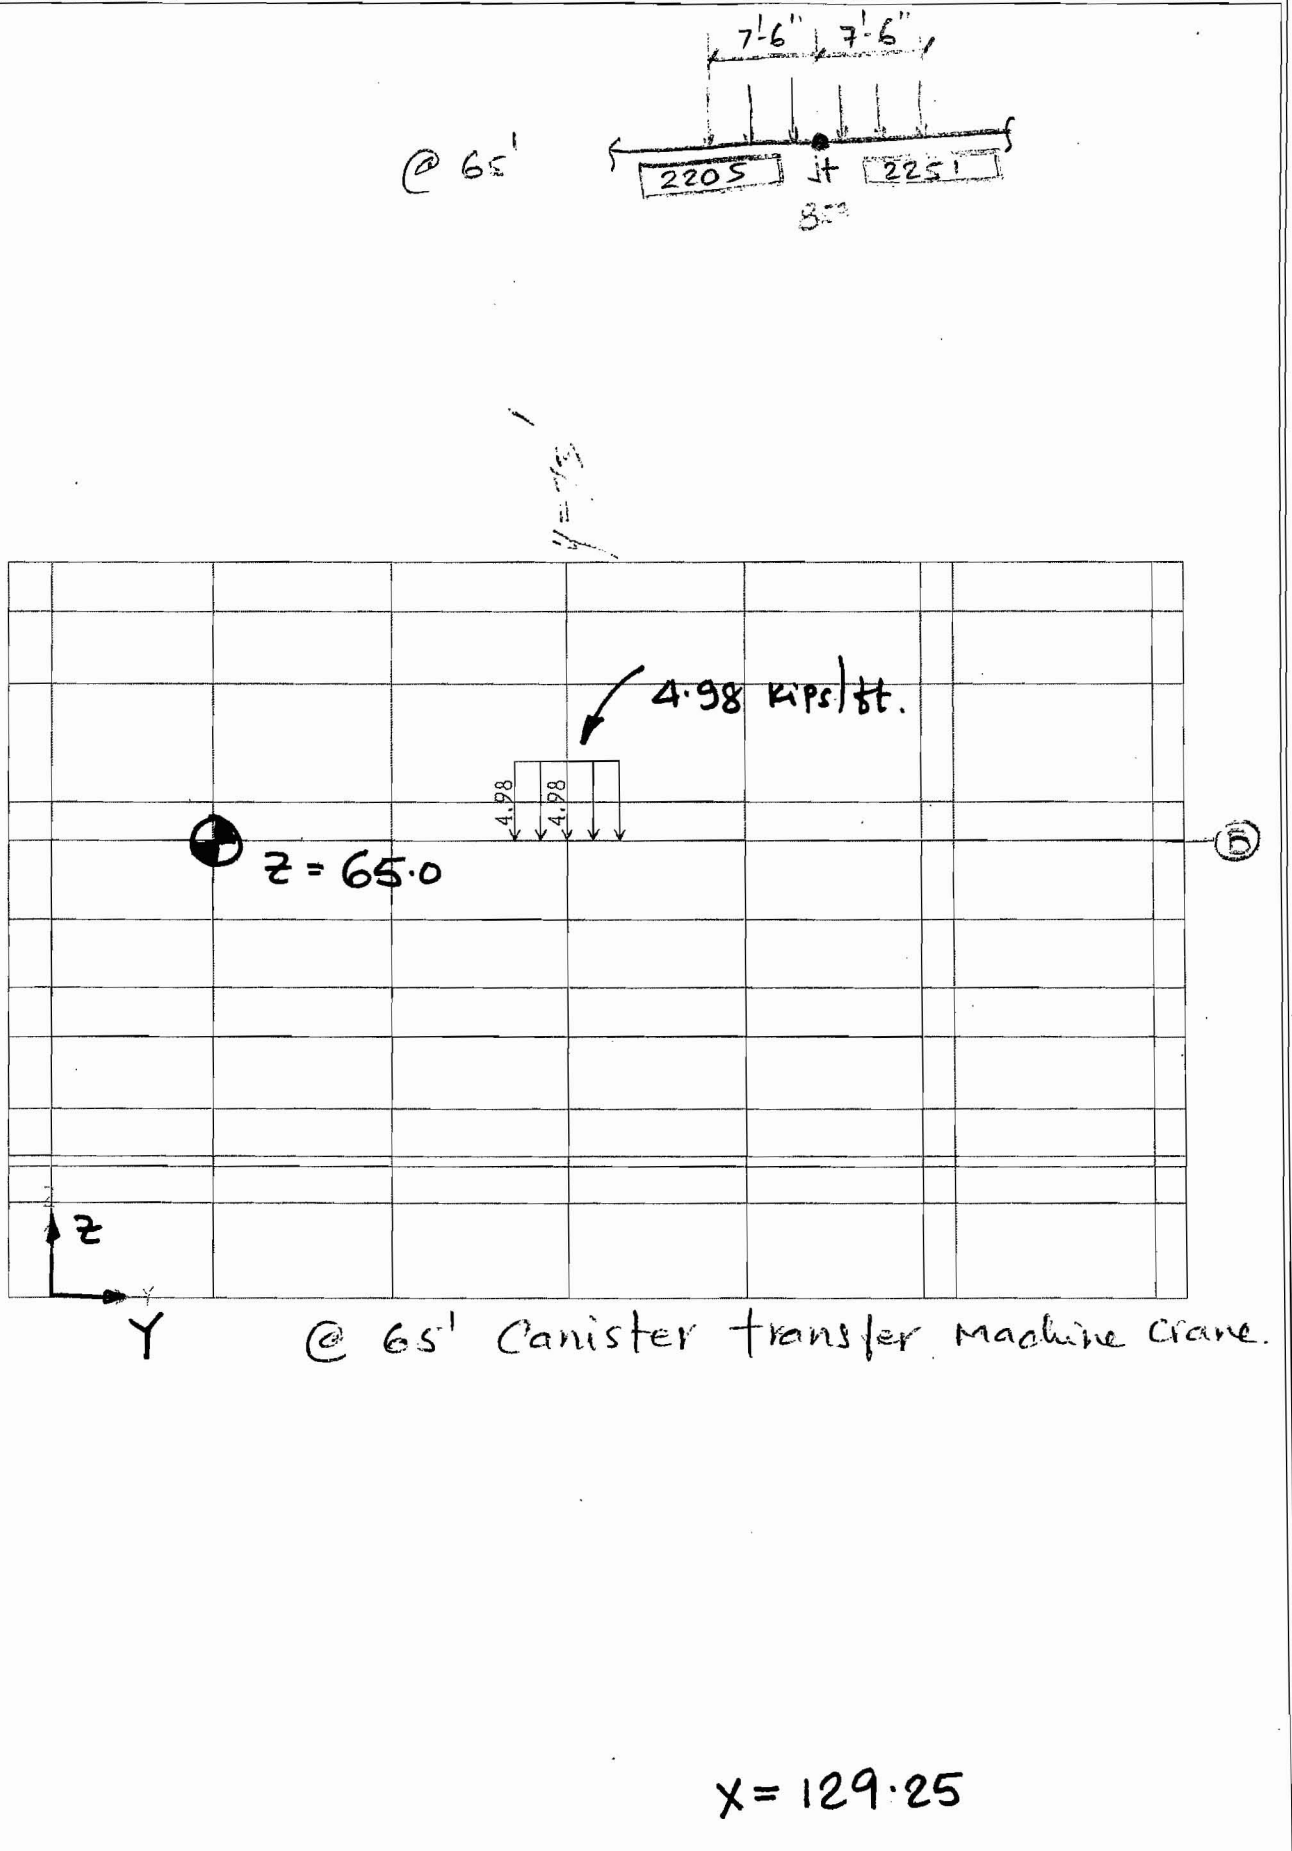 7'-6" 7'-6"
@ 65'
2205 jt 2251
4.98 kips/ft.
4.98 4.98
Z = 65.0
Z
Y
Y
@ 65' Canister transfer Machine Crane.
X = 129.25